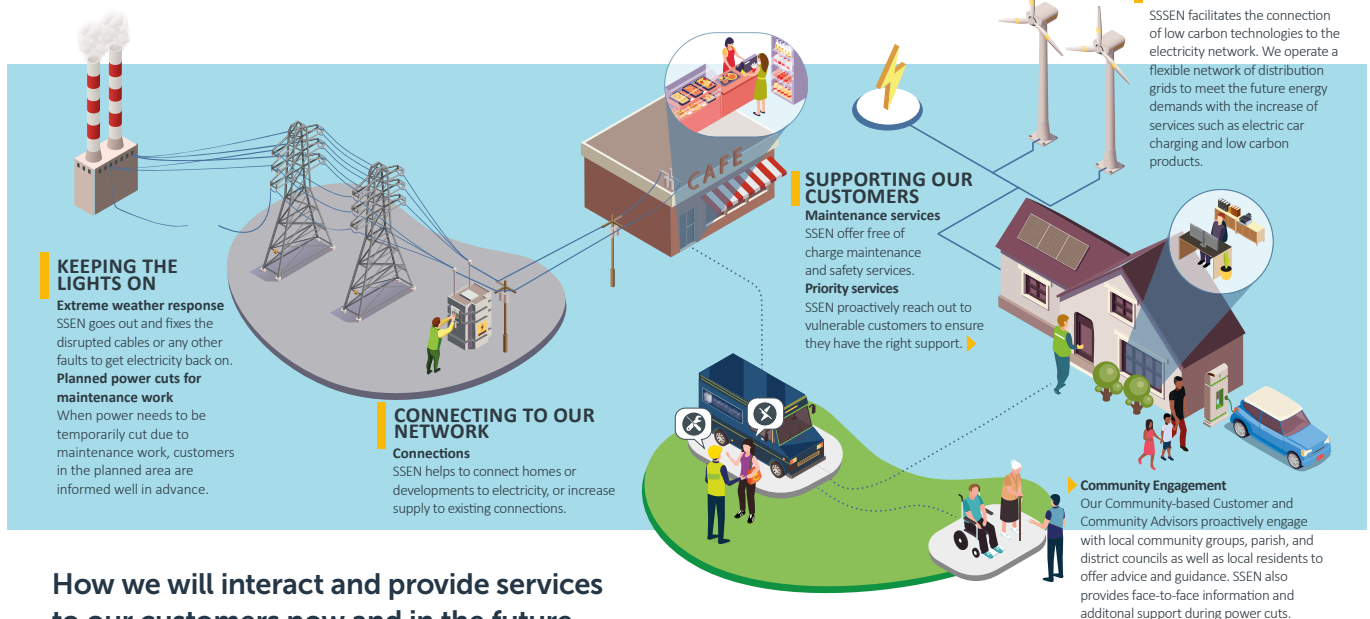 SSSEN facilitates the connection
of low carbon technologies to the
electricity network. We operate a
flexible network of distribution
grids to meet the future energy
demands with the increase of
services such as electric car
charging and low carbon
products.
CAFE
SUPPORTING OUR
CUSTOMERS
Maintenance services
SSEN offer free of
charge maintenance
and safety services.
Priority services
SSEN proactively reach out to
vulnerable customers to ensure
they have the right support.
KEEPING THE
LIGHTS ON
Extreme weather response
SSEN goes out and fixes the
disrupted cables or any other
faults to get electricity back on.
Planned power cuts for
maintenance work
When power needs to be
temporarily cut due to
maintenance work, customers
in the planned area are
informed well in advance.
CONNECTING TO OUR
NETWORK
Connections
SSEN helps to connect homes or
developments to electricity, or increase
supply to existing connections.
Community Engagement
Our Community-based Customer and
Community Advisors proactively engage
with local community groups, parish, and
district councils as well as local residents to
offer advice and guidance. SSEN also
provides face-to-face information and
additonal support during power cuts.
How we will interact and provide services
to our customers now and in the future